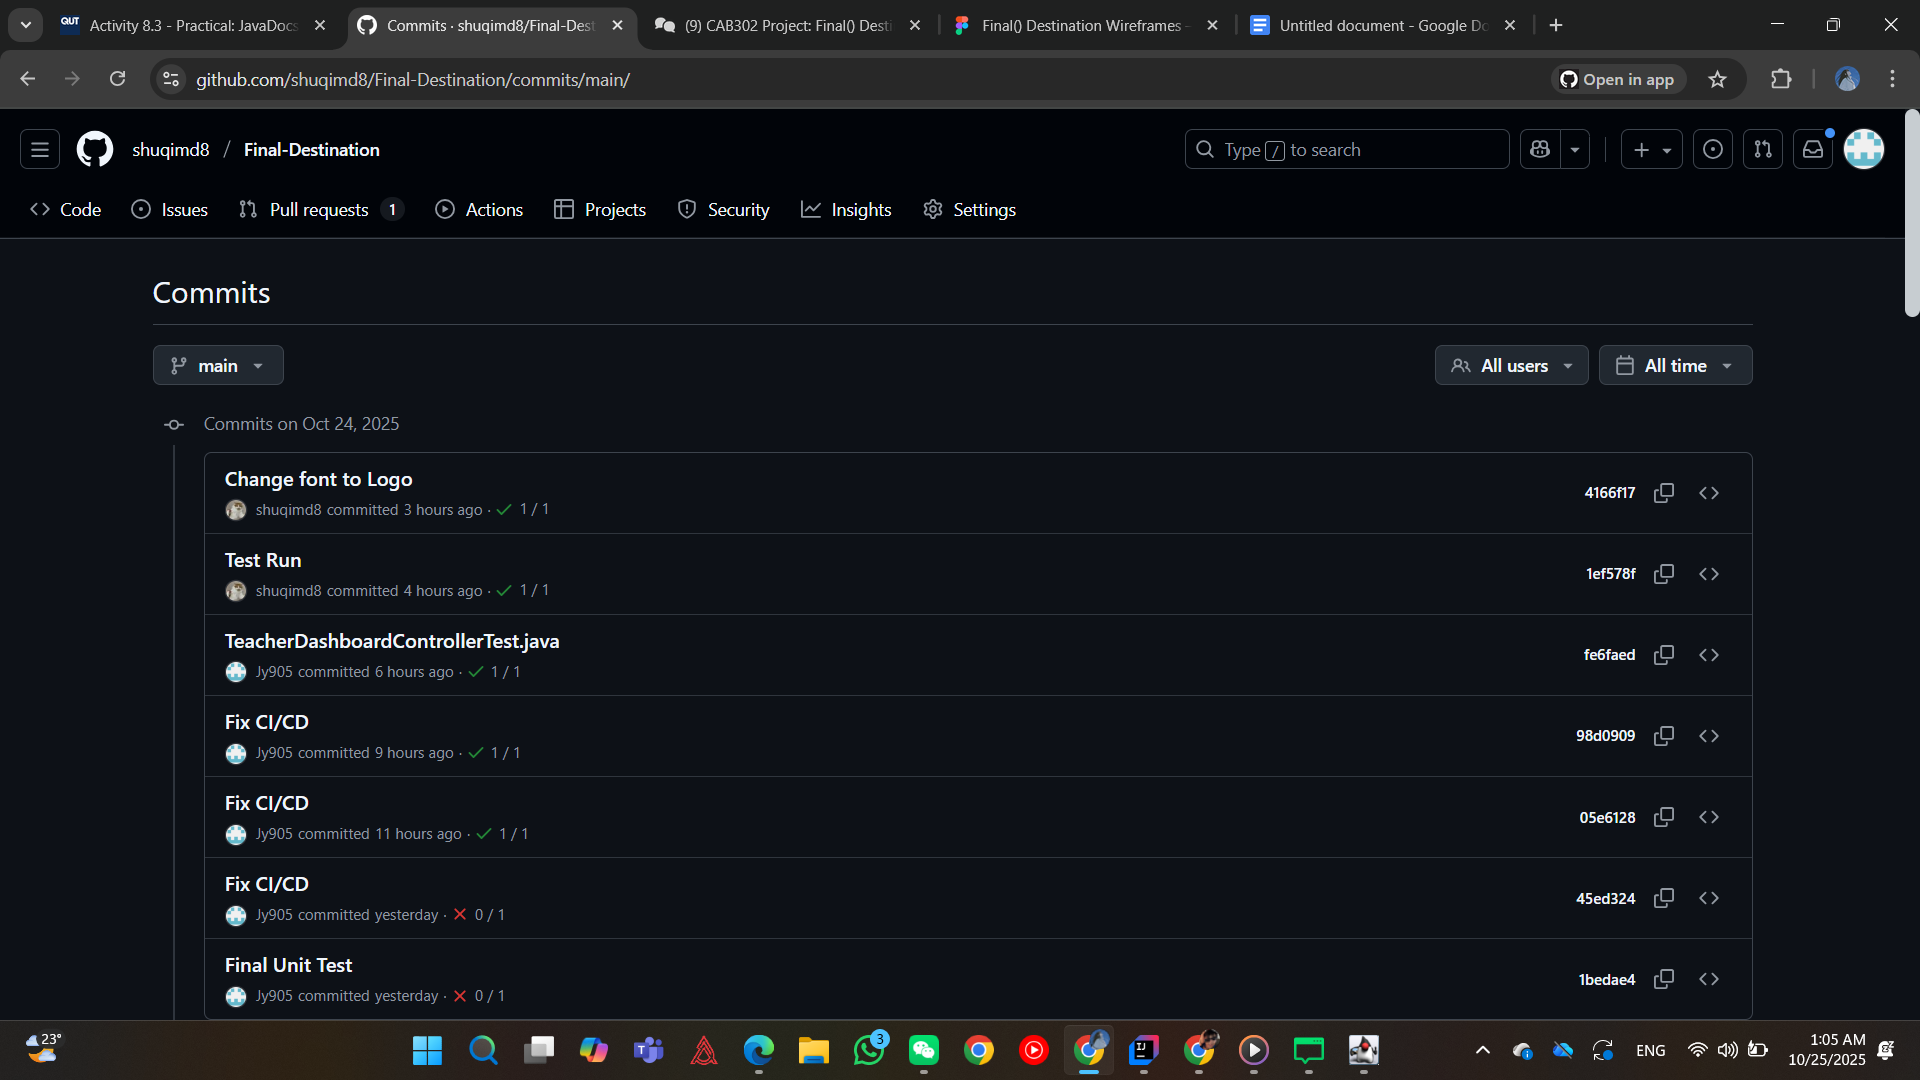 QUT Activity 8.3 - Practical: JavaDocs
Commits · shuqimd8/Final-Dest
(9) CAB302 Project: Final() Desti
Final() Destination Wireframes -
Untitled document - Google Do
github.com/shuqimd8/Final-Destination/commits/main/
Open in app
shuqimd8 / Final-Destination
Type / to search
Code
Issues
Pull requests 1
Actions
Projects
Security
Insights
Settings
Commits
main
All users
All time
Commits on Oct 24, 2025
Change font to Logo
shuqimd8 committed 3 hours ago · 1 / 1
4166f17
Test Run
shuqimd8 committed 4 hours ago · 1 / 1
1ef578f
TeacherDashboardControllerTest.java
Jy905 committed 6 hours ago · 1 / 1
fe6faed
Fix CI/CD
Jy905 committed 9 hours ago · 1 / 1
98d0909
Fix CI/CD
Jy905 committed 11 hours ago · 1 / 1
05e6128
Fix CI/CD
Jy905 committed yesterday · 0 / 1
45ed324
Final Unit Test
Jy905 committed yesterday · 0 / 1
1bedae4
23°
3
ENG
1:05 AM
10/25/2025